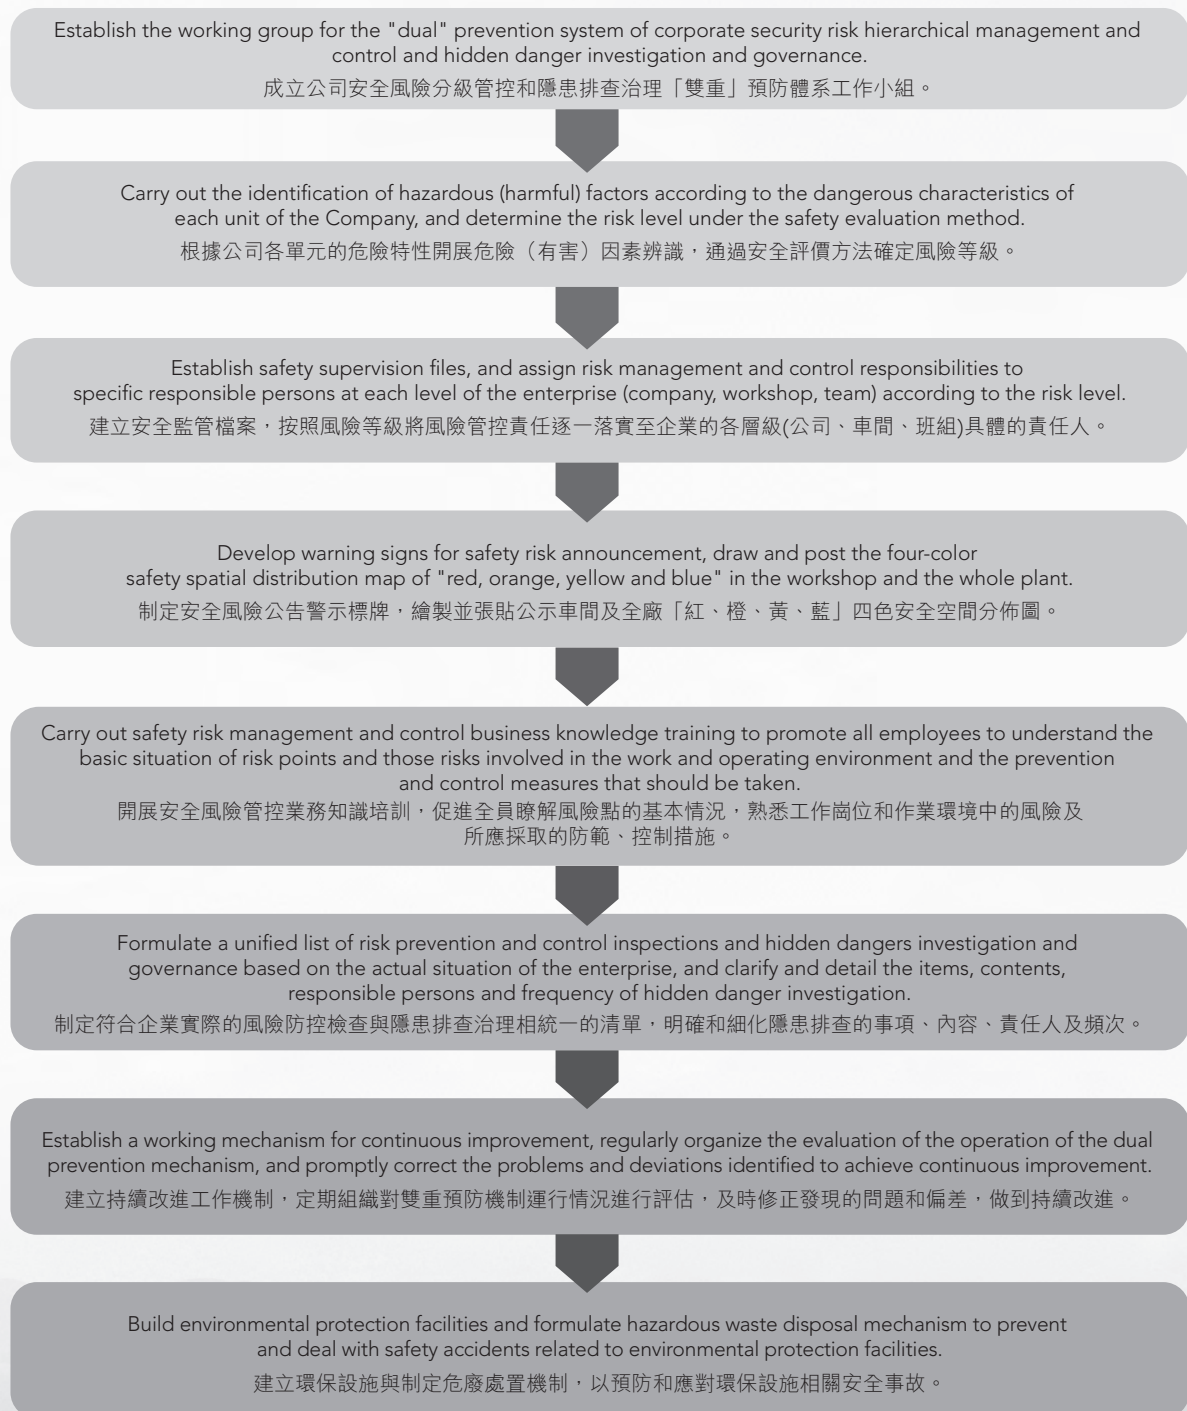 Establish the working group for the "dual" prevention system of corporate security risk hierarchical management and
control and hidden danger investigation and governance.
成立公司安全風險分級管控和隱患排查治理「雙重」預防體系工作小組。
Carry out the identification of hazardous (harmful) factors according to the dangerous characteristics of
each unit of the Company, and determine the risk level under the safety evaluation method.
根據公司各單元的危險特性開展危險（有害）因素辨識，通過安全評價方法確定風險等級。
Establish safety supervision files, and assign risk management and control responsibilities to
specific responsible persons at each level of the enterprise (company, workshop, team) according to the risk level.
建立安全監管檔案，按照風險等級將風險管控責任逐一落實至企業的各層級(公司、車間、班組)具體的責任人。
Develop warning signs for safety risk announcement, draw and post the four-color
safety spatial distribution map of "red, orange, yellow and blue" in the workshop and the whole plant.
制定安全風險公告警示標牌，繪製並張貼公示車間及全廠「紅、橙、黃、藍」四色安全空間分佈圖。
Carry out safety risk management and control business knowledge training to promote all employees to understand the
basic situation of risk points and those risks involved in the work and operating environment and the prevention
and control measures that should be taken.
開展安全風險管控業務知識培訓，促進全員瞭解風險點的基本情況，熟悉工作崗位和作業環境中的風險及
所應採取的防範、控制措施。
Formulate a unified list of risk prevention and control inspections and hidden dangers investigation and
governance based on the actual situation of the enterprise, and clarify and detail the items, contents,
responsible persons and frequency of hidden danger investigation.
制定符合企業實際的風險防控檢查與隱患排查治理相統一的清單，明確和細化隱患排查的事項、內容、責任人及頻次。
Establish a working mechanism for continuous improvement, regularly organize the evaluation of the operation of the dual
prevention mechanism, and promptly correct the problems and deviations identified to achieve continuous improvement.
建立持續改進工作機制，定期組織對雙重預防機制運行情況進行評估，及時修正發現的問題和偏差，做到持續改進。
Build environmental protection facilities and formulate hazardous waste disposal mechanism to prevent
and deal with safety accidents related to environmental protection facilities.
建立環保設施與制定危廢處置機制，以預防和應對環保設施相關安全事故。